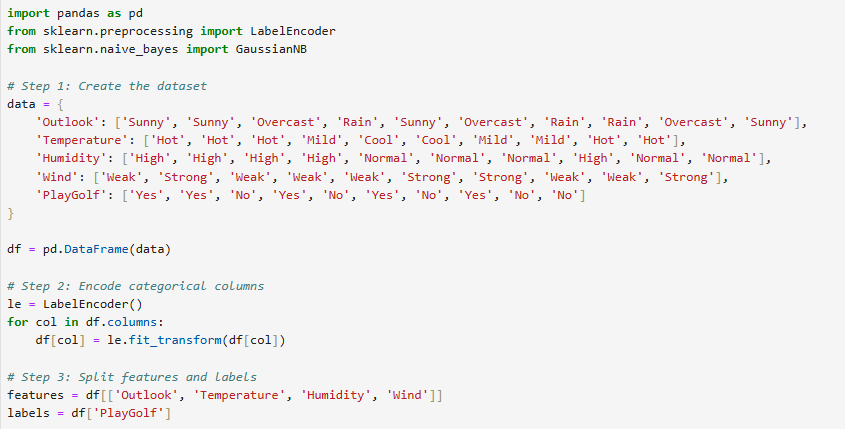 import pandas as pd
from sklearn.preprocessing import LabelEncoder
from sklearn.naive_bayes import GaussianNB

# Step 1: Create the dataset
data = {
    'Outlook': ['Sunny', 'Sunny', 'Overcast', 'Rain', 'Sunny', 'Overcast', 'Rain', 'Rain', 'Overcast', 'Sunny'],
    'Temperature': ['Hot', 'Hot', 'Hot', 'Mild', 'Cool', 'Cool', 'Mild', 'Mild', 'Hot', 'Hot'],
    'Humidity': ['High', 'High', 'High', 'High', 'Normal', 'Normal', 'Normal', 'High', 'Normal', 'Normal'],
    'Wind': ['Weak', 'Strong', 'Weak', 'Weak', 'Weak', 'Strong', 'Strong', 'Weak', 'Weak', 'Strong'],
    'PlayGolf': ['Yes', 'Yes', 'No', 'Yes', 'No', 'Yes', 'No', 'Yes', 'No', 'No']
}

df = pd.DataFrame(data)

# Step 2: Encode categorical columns
le = LabelEncoder()
for col in df.columns:
    df[col] = le.fit_transform(df[col])

# Step 3: Split features and labels
features = df[['Outlook', 'Temperature', 'Humidity', 'Wind']]
labels = df['PlayGolf']